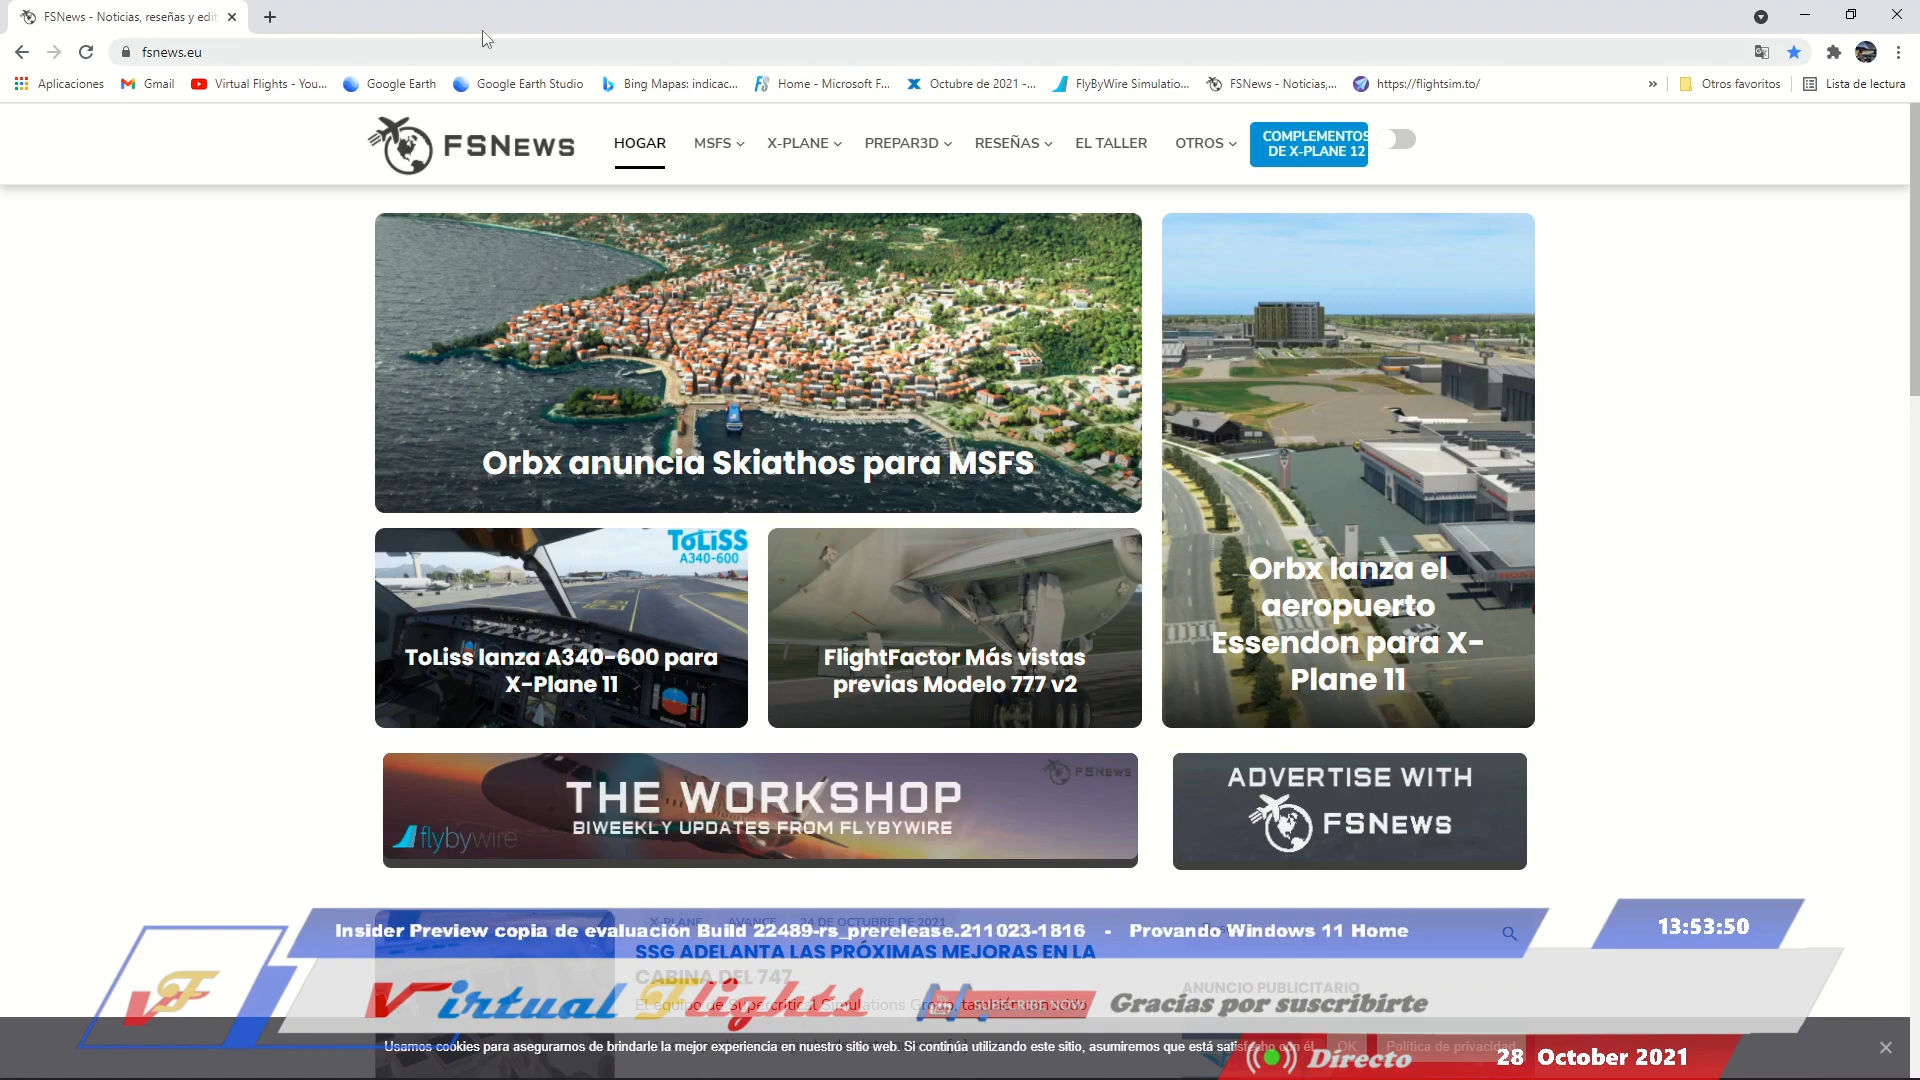 FSNews - Noticias, reseñas y edit
fsnews.eu
Aplicaciones
Gmail
Virtual Flights - You...
Google Earth
Google Earth Studio
Bing Mapas: indicac...
Home - Microsoft F...
Octubre de 2021 -...
FlyByWire Simulatio...
FSNews - Noticias,...
https://flightsim.to/
»
Otros favoritos
Lista de lectura
FSNEWS
HOGAR
MSFS
X-PLANE
PREPAR3D
RESEÑAS
EL TALLER
OTROS
COMPLEMENTOS
DE X-PLANE 12
Orbx anuncia Skiathos para MSFS
Orbx lanza el
aeropuerto
Essendon para X-
Plane 11
TOLISS
A340-600
ToLiss lanza A340-600 para
X-Plane 11
FlightFactor Más vistas
previas Modelo 777 v2
FSNEWS
THE WORKSHOP
BIWEEKLY UPDATES FROM FLYBYWIRE
flybywire
ADVERTISE WITH
FSNEWS
X-PLANE AVANCE 24 DE OCTUBRE DE 2021
Insider Preview copia de evaluación Build 22489-rs_prerelease.211023-1816 - Provando Windows 11 Home
13:53:50
SSG ADELANTA LAS PRÓXIMAS MEJORAS EN LA
CABINA DEL 747
El equipo de Supercritical Simulations Group, también conocido
ANUNCIO PUBLICITARIO
VF
Virtual Flights
SUBSCRIBE NOW
Gracias por suscribirte
Usamos cookies para asegurarnos de brindarle la mejor experiencia en nuestro sitio web. Si continúa utilizando este sitio, asumiremos que está satisfecho con él.
OK
Política de privacidad
Directo
28 October 2021